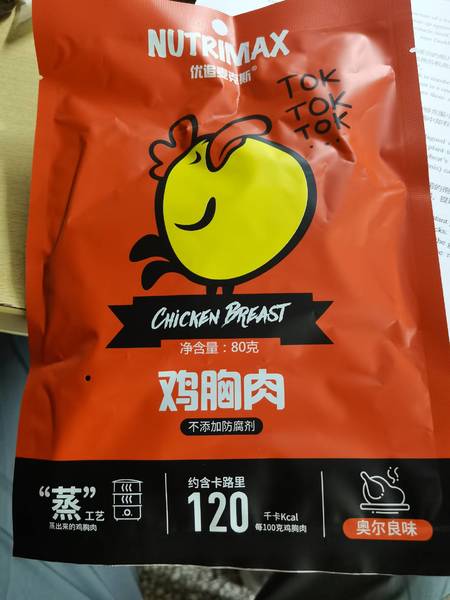 NUTRIMAX
优追麦克斯®
TOK
TOK
TOK
...
CHICKEN BREAST
净含量：80克
鸡胸肉
不添加防腐剂
“蒸”工艺
蒸出来的鸡胸肉
约含卡路里
120 千卡Kcal
每100克鸡胸肉
奥尔良味